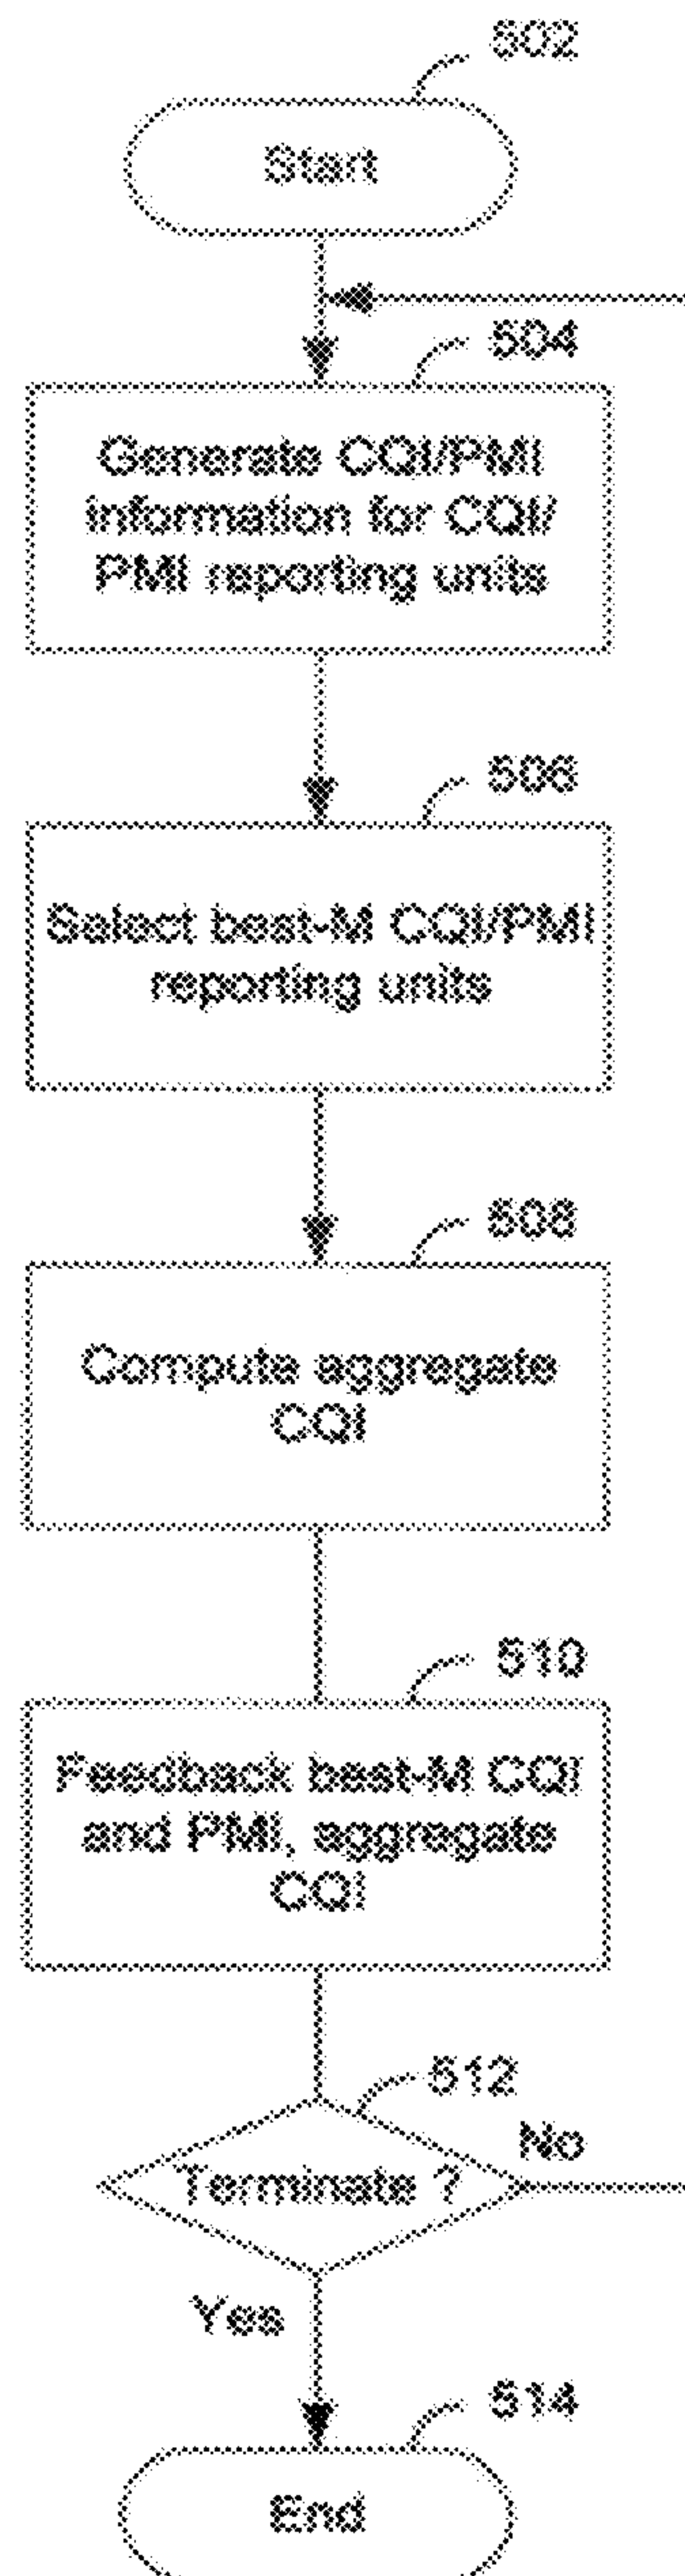 502
Start
504
Generate CQI/PMI
information for CQI/
PMI reporting units
506
Select best-M CQI/PMI
reporting units
508
Compute aggregate
CQI
510
Feedback best-M CQI
and PMI, aggregate
CQI
512
Terminate ?
No
Yes
514
End